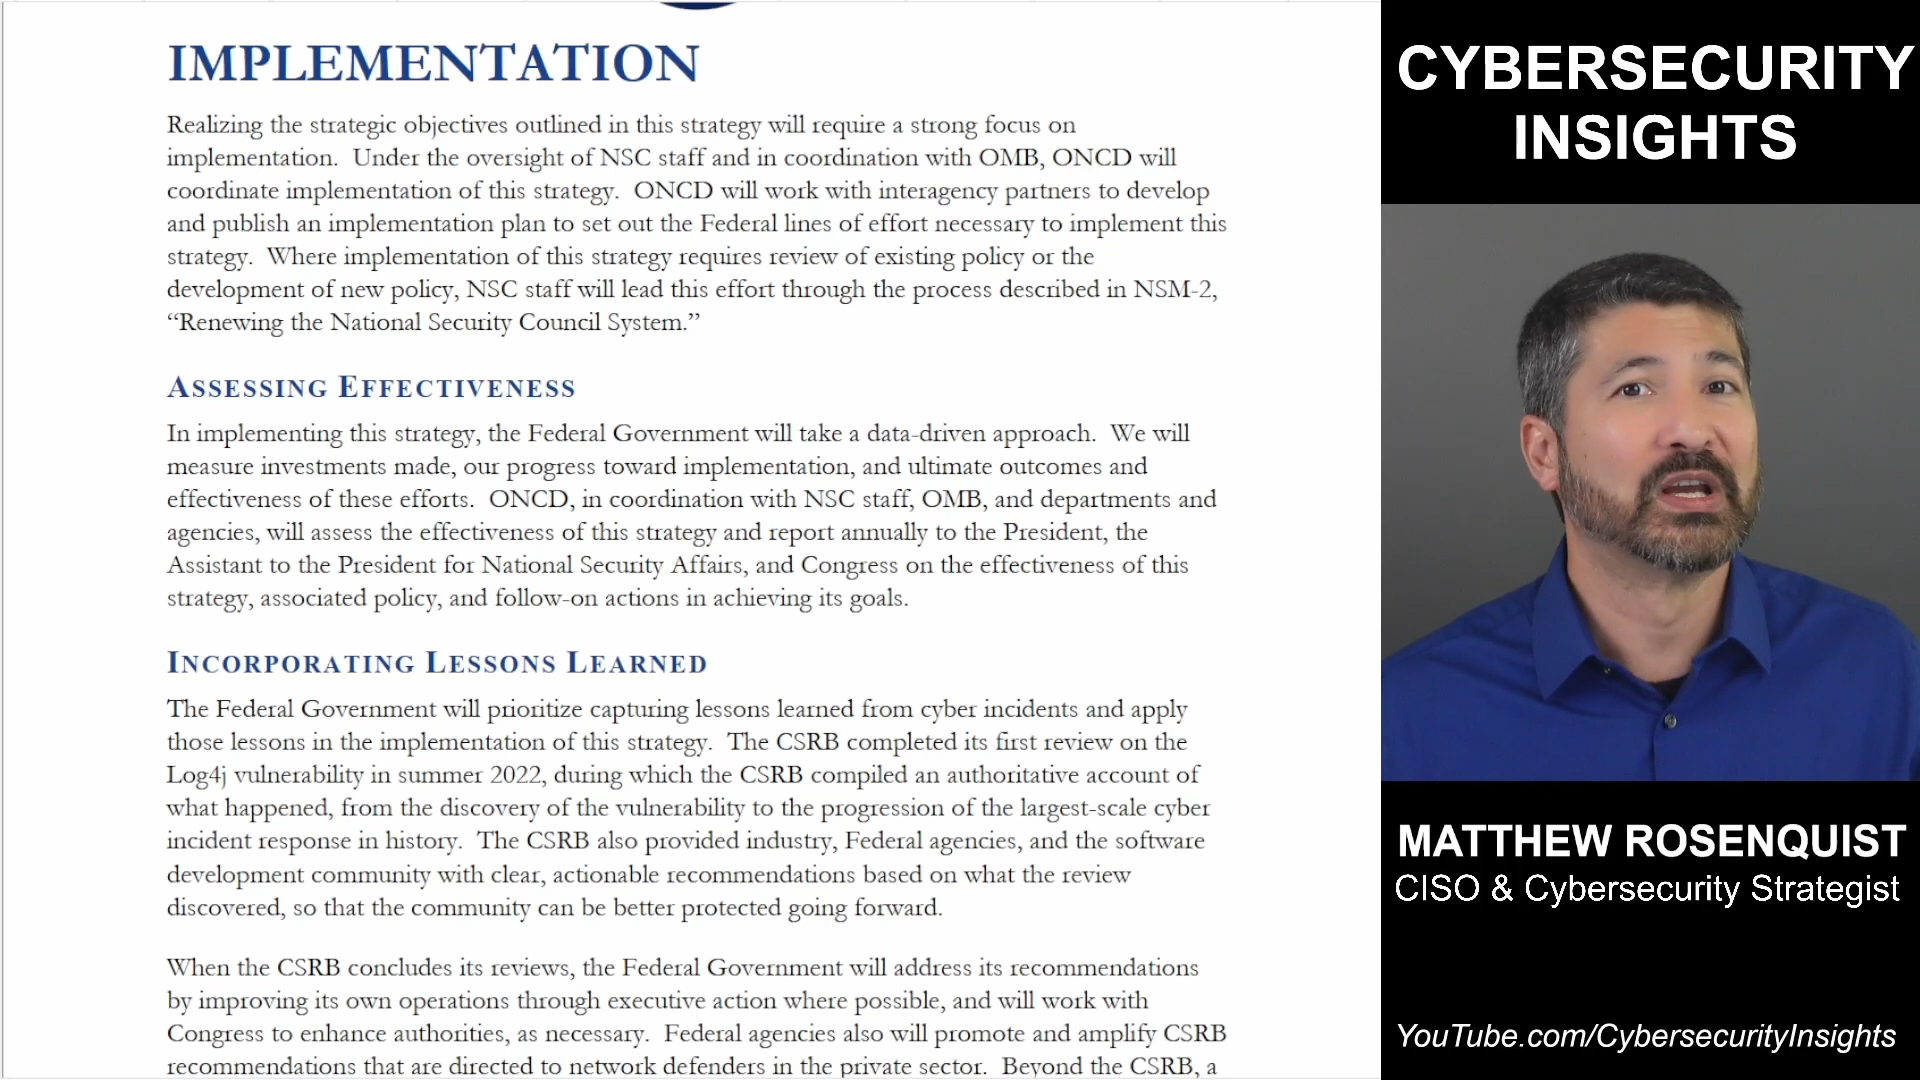 IMPLEMENTATION
Realizing the strategic objectives outlined in this strategy will require a strong focus on
implementation.  Under the oversight of NSC staff and in coordination with OMB, ONCD will
coordinate implementation of this strategy.  ONCD will work with interagency partners to develop
and publish an implementation plan to set out the Federal lines of effort necessary to implement this
strategy.  Where implementation of this strategy requires review of existing policy or the
development of new policy, NSC staff will lead this effort through the process described in NSM-2,
“Renewing the National Security Council System.”
ASSESSING EFFECTIVENESS
In implementing this strategy, the Federal Government will take a data-driven approach.  We will
measure investments made, our progress toward implementation, and ultimate outcomes and
effectiveness of these efforts.  ONCD, in coordination with NSC staff, OMB, and departments and
agencies, will assess the effectiveness of this strategy and report annually to the President, the
Assistant to the President for National Security Affairs, and Congress on the effectiveness of this
strategy, associated policy, and follow-on actions in achieving its goals.
INCORPORATING LESSONS LEARNED
The Federal Government will prioritize capturing lessons learned from cyber incidents and apply
those lessons in the implementation of this strategy.  The CSRB completed its first review on the
Log4j vulnerability in summer 2022, during which the CSRB compiled an authoritative account of
what happened, from the discovery of the vulnerability to the progression of the largest-scale cyber
incident response in history.  The CSRB also provided industry, Federal agencies, and the software
development community with clear, actionable recommendations based on what the review
discovered, so that the community can be better protected going forward.
When the CSRB concludes its reviews, the Federal Government will address its recommendations
by improving its own operations through executive action where possible, and will work with
Congress to enhance authorities, as necessary.  Federal agencies also will promote and amplify CSRB
recommendations that are directed to network defenders in the private sector.  Beyond the CSRB, a
CYBERSECURITY
INSIGHTS
MATTHEW ROSENQUIST
CISO & Cybersecurity Strategist
YouTube.com/CybersecurityInsights